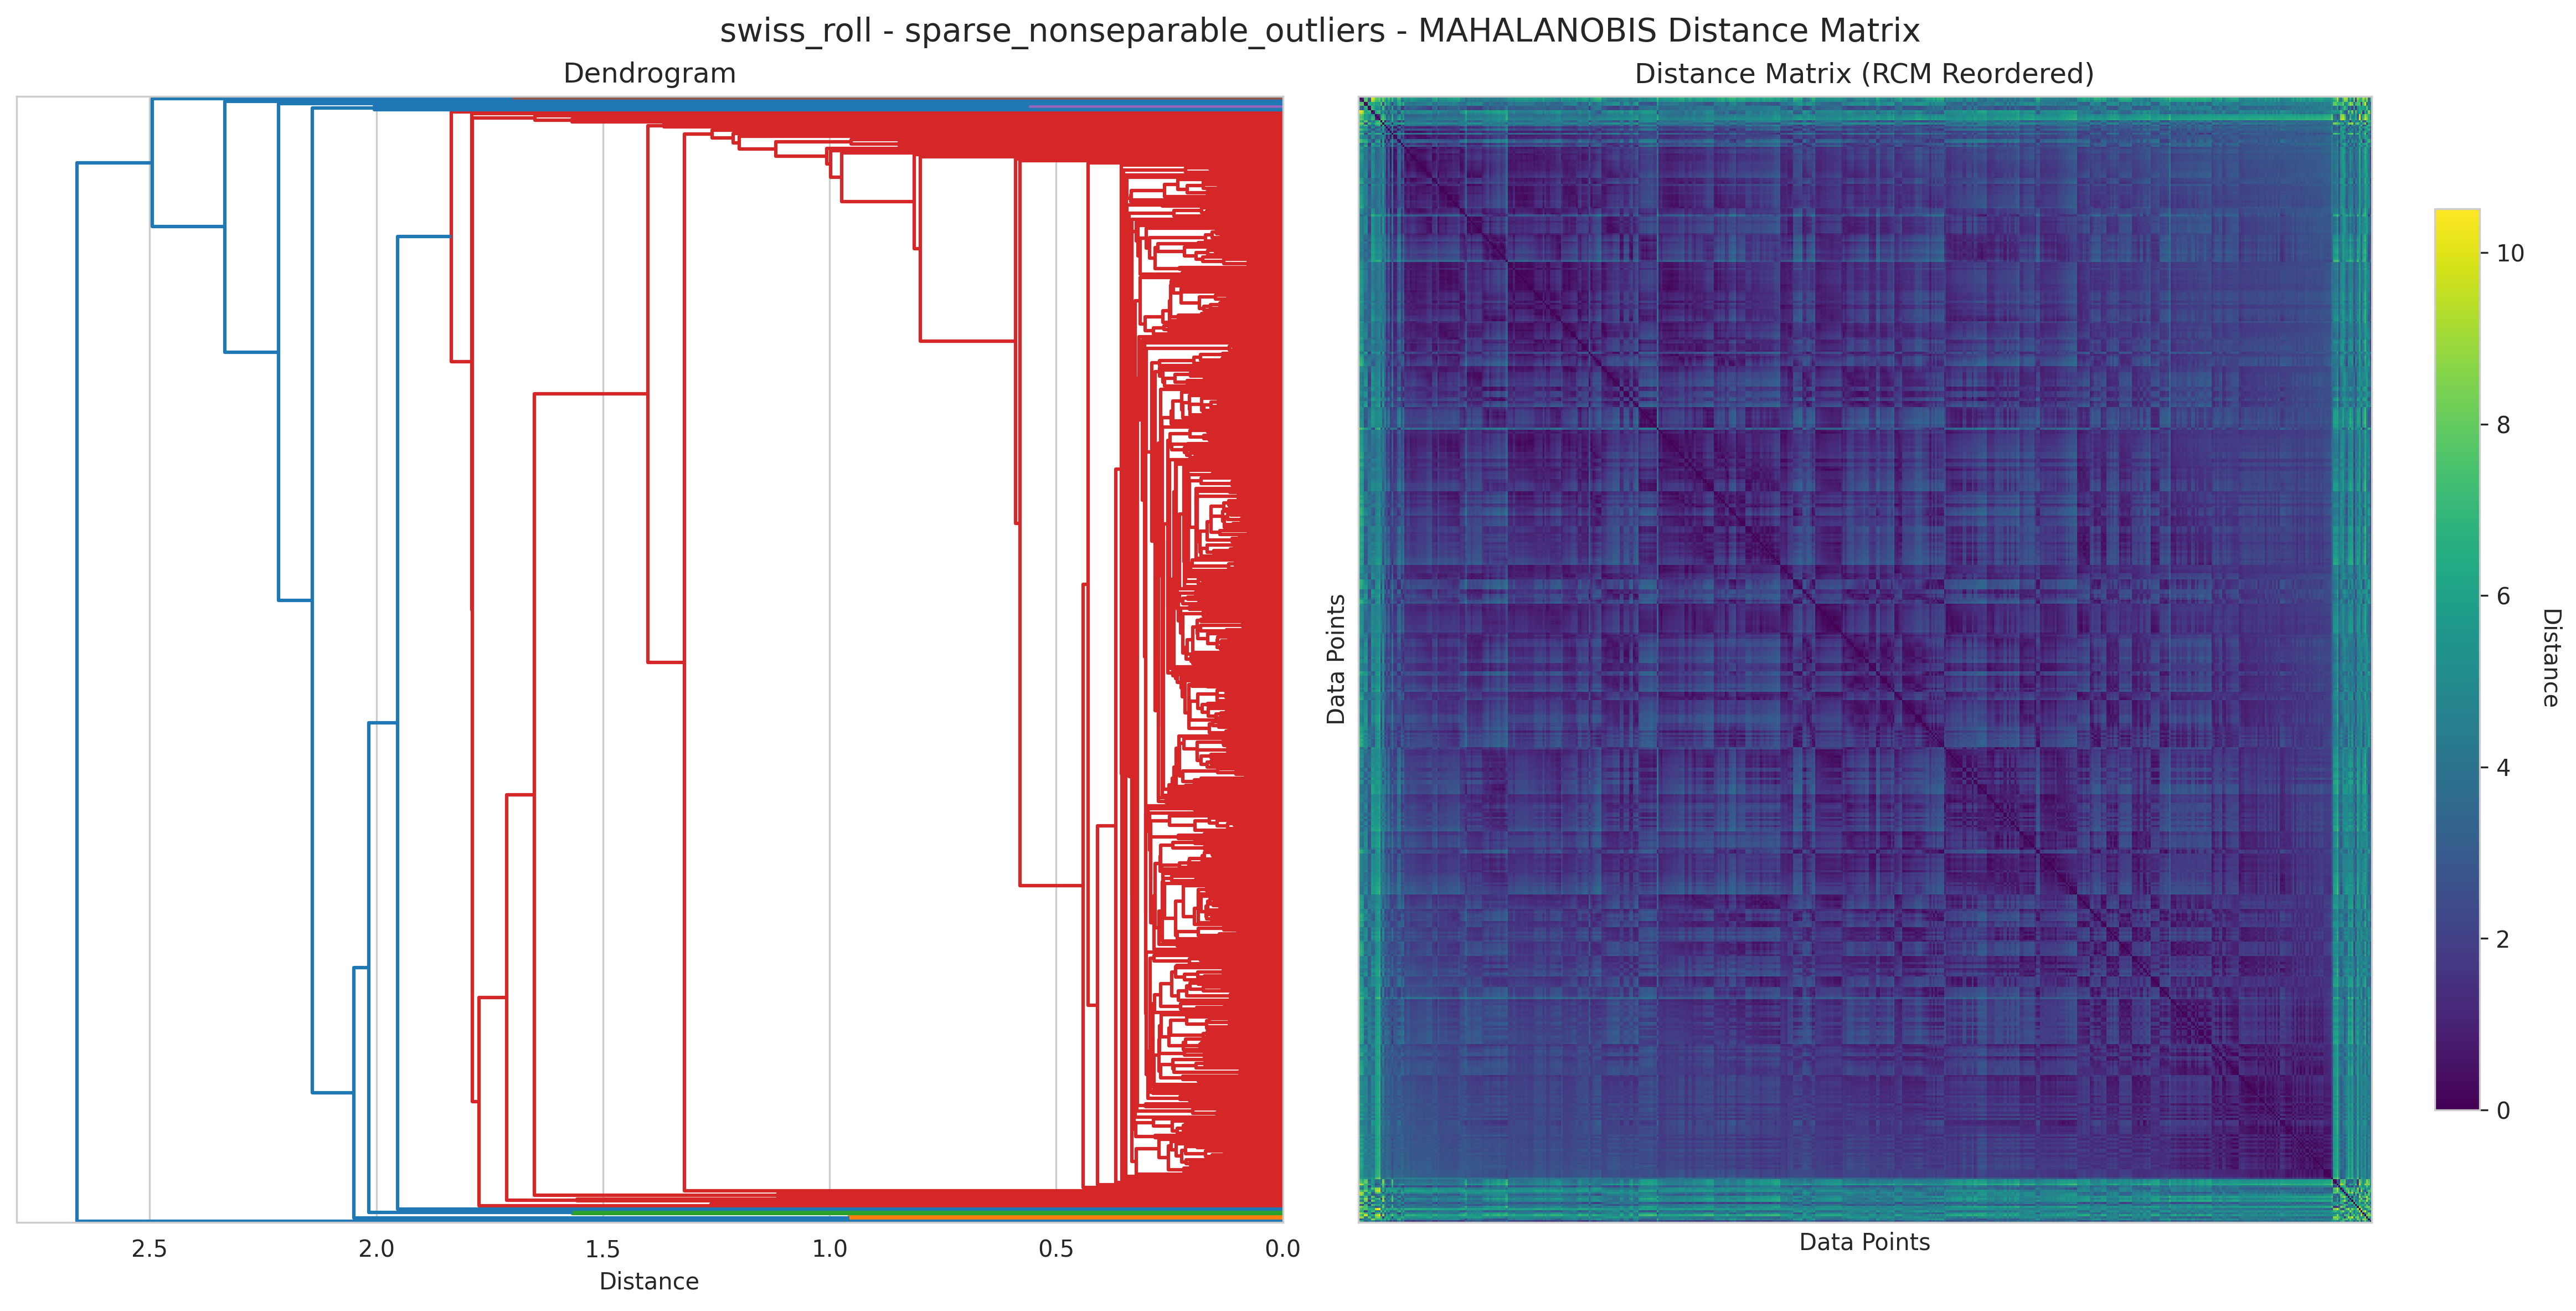 swiss_roll - sparse_nonseparable_outliers - MAHALANOBIS Distance Matrix
Dendrogram
2.5 2.0 1.5 1.0 0.5 0.0
Distance
Distance Matrix (RCM Reordered)
Data Points
Data Points
10
8
6
4
2
0
Distance